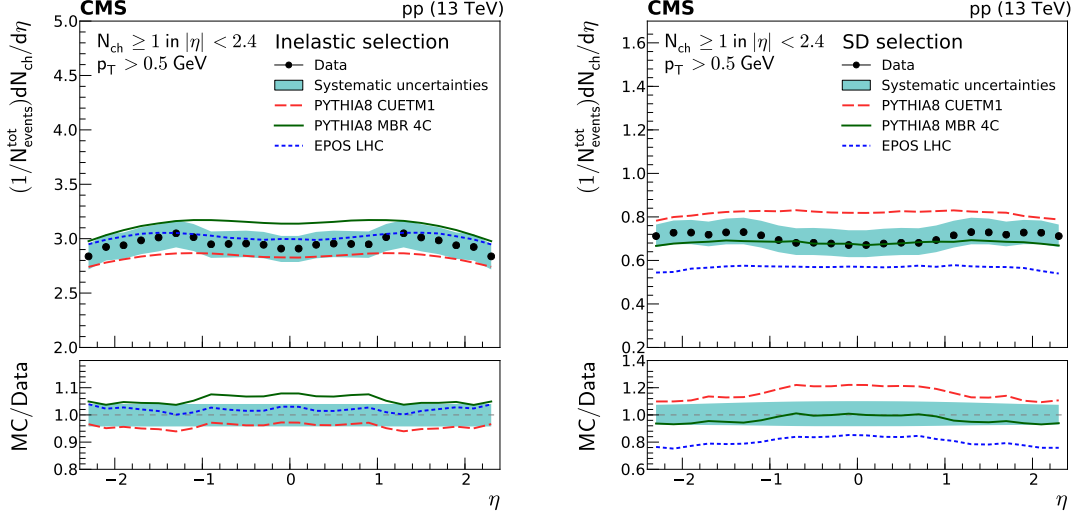 CMS pp (13 TeV)
(1/N^tot_events)dN_ch/dη
5.0
4.5
4.0
3.5
3.0
2.5
2.0
N_ch ≥ 1 in |η| < 2.4
p_T > 0.5 GeV
Inelastic selection
Data
Systematic uncertainties
PYTHIA8 CUETM1
PYTHIA8 MBR 4C
EPOS LHC
MC/Data
1.1
1.0
0.9
0.8
−2 −1 0 1 2
η
CMS pp (13 TeV)
(1/N^tot_events)dN_ch/dη
1.6
1.4
1.2
1.0
0.8
0.6
0.4
0.2
N_ch ≥ 1 in |η| < 2.4
p_T > 0.5 GeV
SD selection
Data
Systematic uncertainties
PYTHIA8 CUETM1
PYTHIA8 MBR 4C
EPOS LHC
MC/Data
1.4
1.2
1.0
0.8
0.6
−2 −1 0 1 2
η